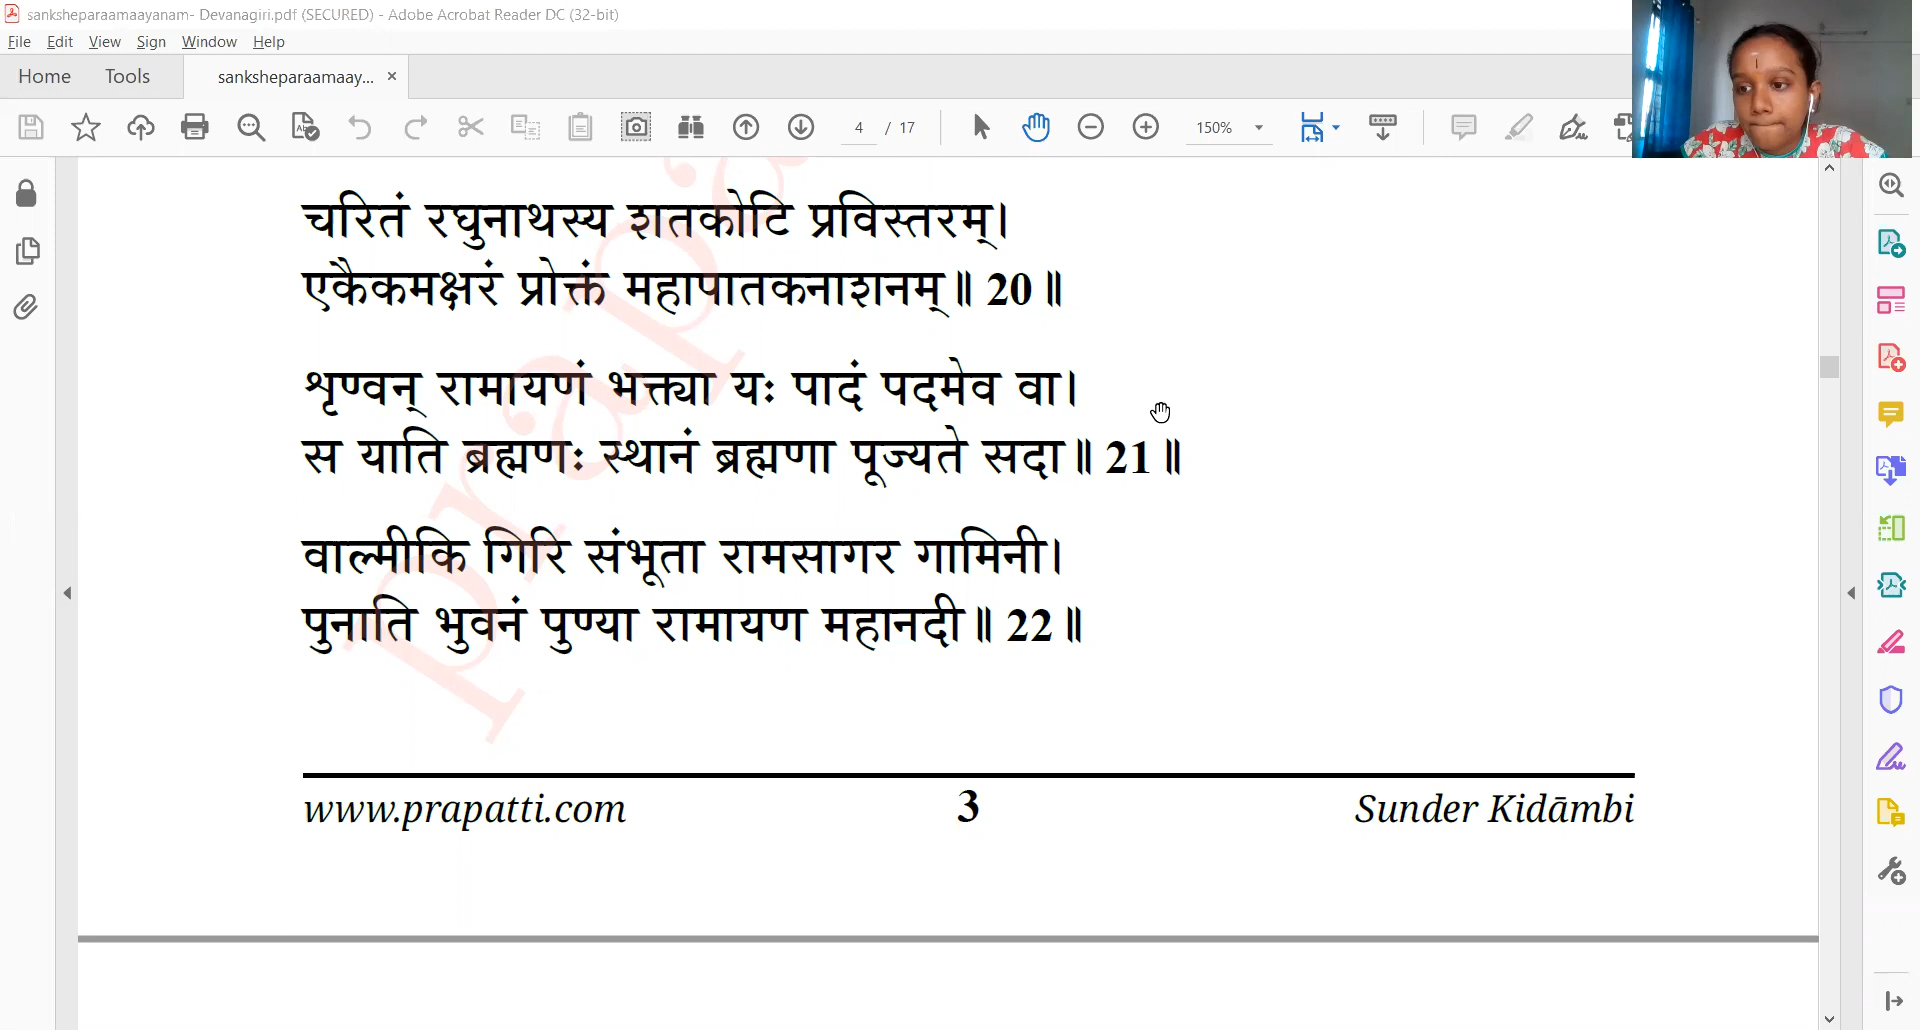 sanksheparaamaayanam- Devanagiri.pdf (SECURED) - Adobe Acrobat Reader DC (32-bit)
File Edit View Sign Window Help
Home Tools sanksheparaamaay... ×
4 / 17 150%
चरितं रघुनाथस्य शतकोटि प्रविस्तरम्।
एकैकमक्षरं प्रोक्तं महापातकनाशनम्॥ 20॥
शृण्वन् रामायणं भक्त्या यः पादं पदमेव वा।
स याति ब्रह्मणः स्थानं ब्रह्मणा पूज्यते सदा॥ 21॥
वाल्मीकि गिरि संभूता रामसागर गामिनी।
पुनाति भुवनं पुण्या रामायण महानदी॥ 22॥
prapa
www.prapatti.com 3 Sunder Kidāmbi